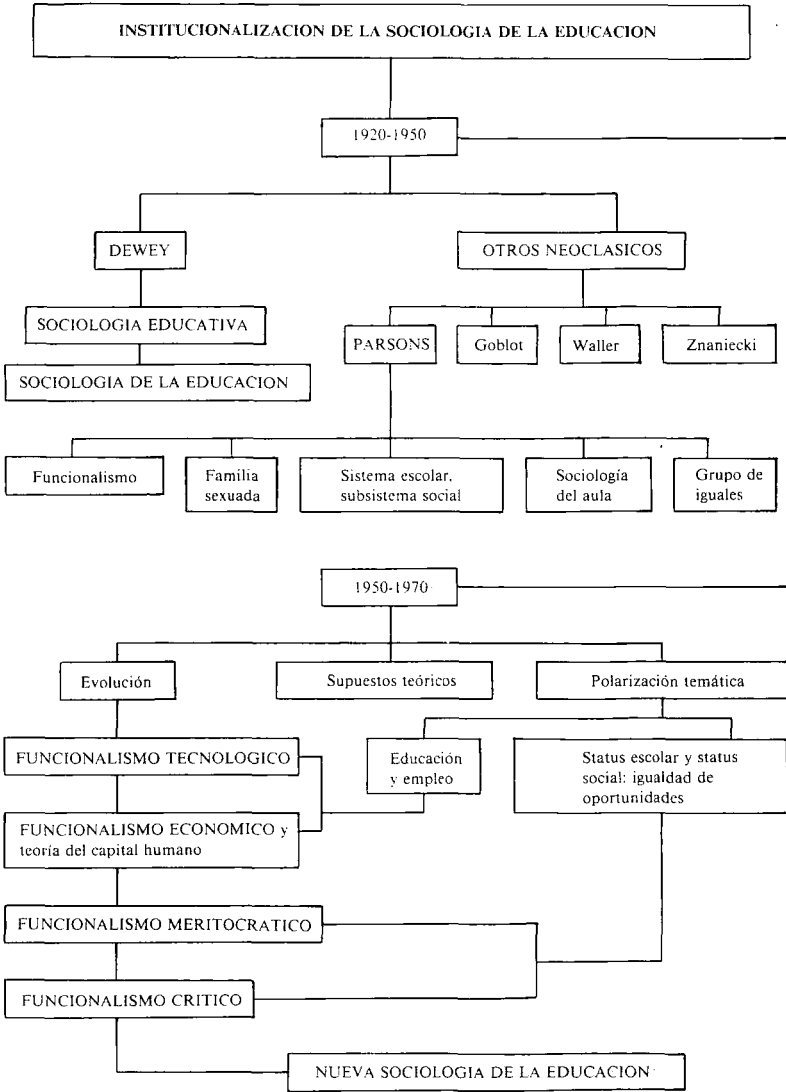 INSTITUCIONALIZACION DE LA SOCIOLOGIA DE LA EDUCACION
1920-1950
DEWEY
OTROS NEOCLASICOS
SOCIOLOGIA EDUCATIVA
SOCIOLOGIA DE LA EDUCACION
PARSONS
Goblot
Waller
Znaniecki
Funcionalismo
Familia
sexuada
Sistema escolar,
subsistema social
Sociología
del aula
Grupo de
iguales
1950-1970
Evolución
Supuestos teóricos
Polarización temática
FUNCIONALISMO TECNOLOGICO
Educación
y empleo
Status escolar y status
social: igualdad de
oportunidades
FUNCIONALISMO ECONOMICO y
teoría del capital humano
FUNCIONALISMO MERITOCRATICO
FUNCIONALISMO CRITICO
NUEVA SOCIOLOGIA DE LA EDUCACION